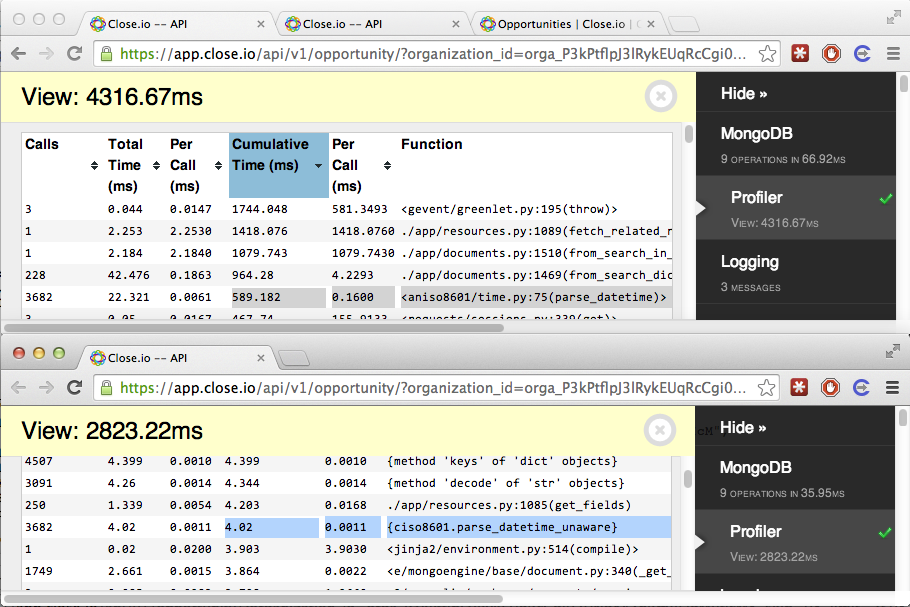 Close.io -- API
Close.io -- API
Opportunities | Close.io |
https://app.close.io/api/v1/opportunity/?organization_id=orga_P3kPtflpJ3lRykEUqRcCgi0...
View: 4316.67ms
Hide »
MongoDB
9 operations in 66.92ms
Profiler
View: 4316.67ms
Logging
3 messages
Calls Total Time (ms) Per Call (ms) Cumulative Time (ms) Per Call (ms) Function
3 0.044 0.0147 1744.048 581.3493 <gevent/greenlet.py:195(throw)>
1 2.253 2.2530 1418.076 1418.0760 ./app/resources.py:1089(fetch_related_
1 2.184 2.1840 1079.743 1079.7430 ./app/documents.py:1510(from_search_in_
228 42.476 0.1863 964.28 4.2293 ./app/documents.py:1469(from_search_dic
3682 22.321 0.0061 589.182 0.1600 <aniso8601/time.py:75(parse_datetime)>
3 0.05 0.0167 467.74 155.9133 <requests/sessions.py:339(get)>
Close.io -- API
https://app.close.io/api/v1/opportunity/?organization_id=orga_P3kPtflpJ3lRykEUqRcCgi0...
View: 2823.22ms
Hide »
MongoDB
9 operations in 35.95ms
Profiler
View: 2823.22ms
4507 4.399 0.0010 4.399 0.0010 {method 'keys' of 'dict' objects}
3091 4.26 0.0014 4.344 0.0014 {method 'decode' of 'str' objects}
250 1.339 0.0054 4.203 0.0168 ./app/resources.py:1085(get_fields)
3682 4.02 0.0011 4.02 0.0011 {ciso8601.parse_datetime_unaware}
1 0.02 0.0200 3.903 3.9030 <jinja2/environment.py:514(compile)>
1749 2.661 0.0015 3.864 0.0022 <e/mongoengine/base/document.py:340(_get_